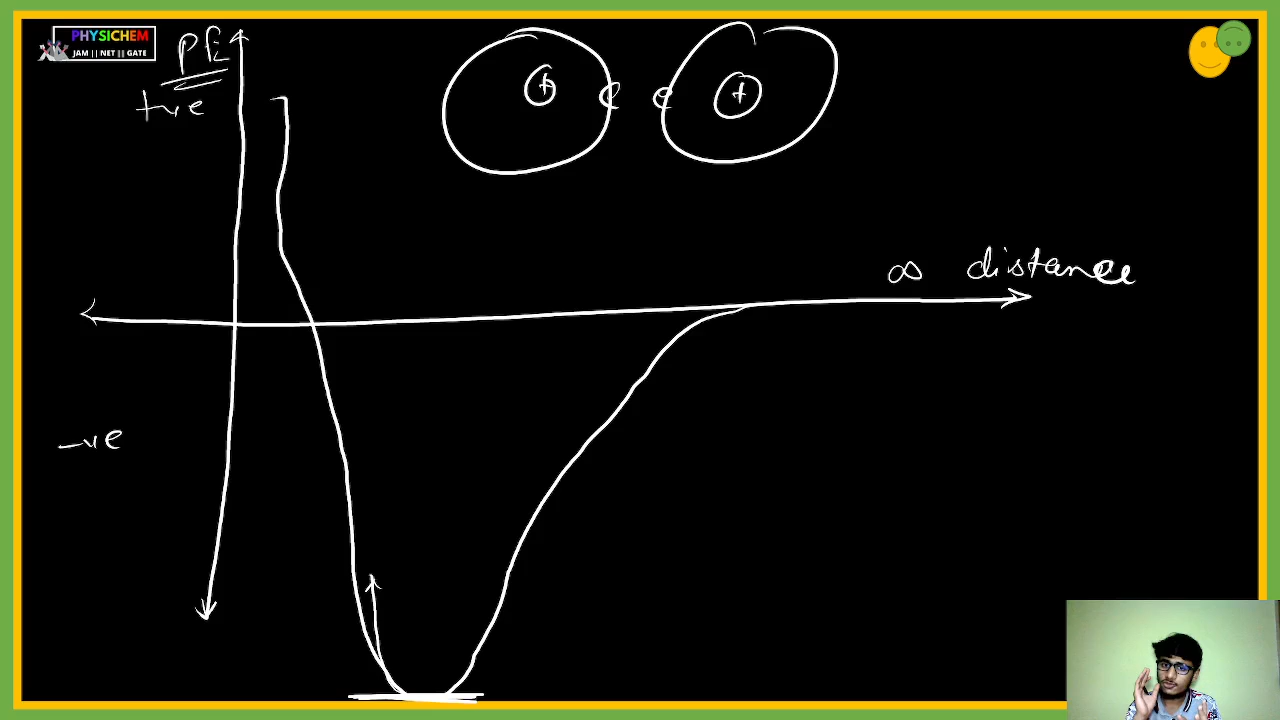 PHYSICHEM
JAM || NET || GATE
PE
+ve
+
+
e e
∞ distance
-ve